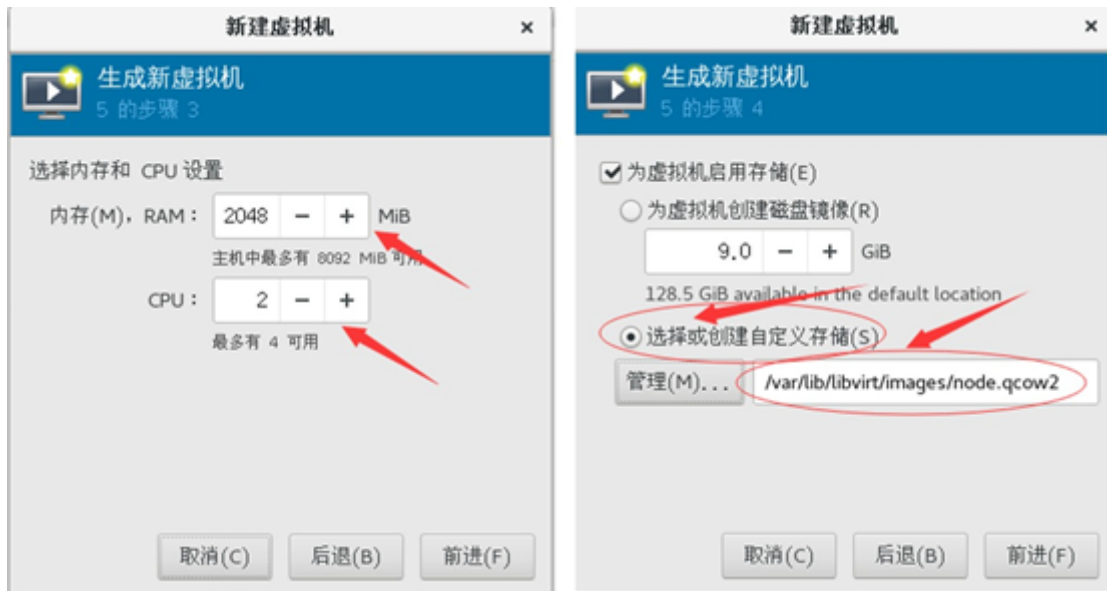 新建虚拟机
×
生成新虚拟机
5 的步骤 3
选择内存和 CPU 设置
内存(M)，RAM： 2048 − + MiB
主机中最多有 8092 MiB 可用
CPU： 2 − +
最多有 4 可用
取消(C) 后退(B) 前进(F)
新建虚拟机
×
生成新虚拟机
5 的步骤 4
为虚拟机启用存储(E)
为虚拟机创建磁盘镜像(R)
9.0 − + GiB
128.5 GiB available in the default location
选择或创建自定义存储(S)
管理(M)... /var/lib/libvirt/images/node.qcow2
取消(C) 后退(B) 前进(F)